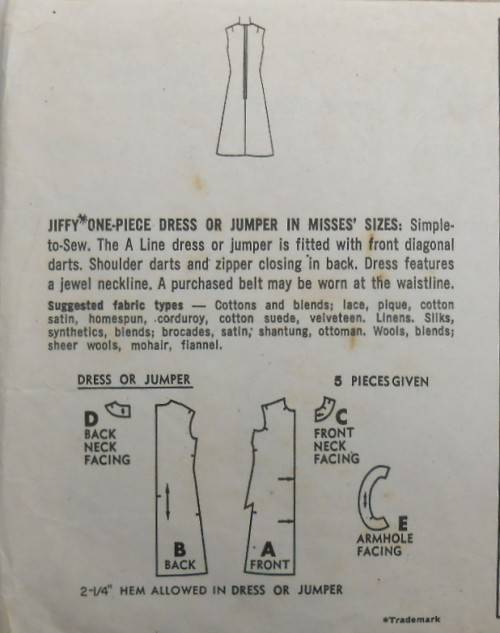 JIFFY*ONE-PIECE DRESS OR JUMPER IN MISSES' SIZES: Simple-
to-Sew. The A Line dress or jumper is fitted with front diagonal
darts. Shoulder darts and zipper closing in back. Dress features
a jewel neckline. A purchased belt may be worn at the waistline.
Suggested fabric types — Cottons and blends; lace, pique, cotton
satin, homespun, corduroy, cotton suede, velveteen. Linens. Silks,
synthetics, blends; brocades, satin, shantung, ottoman. Wools, blends;
sheer wools, mohair, flannel.
DRESS OR JUMPER
5 PIECES GIVEN
D
BACK
NECK
FACING
B
BACK
A
FRONT
C
FRONT
NECK
FACING
E
ARMHOLE
FACING
2-1/4" HEM ALLOWED IN DRESS OR JUMPER
*Trademark